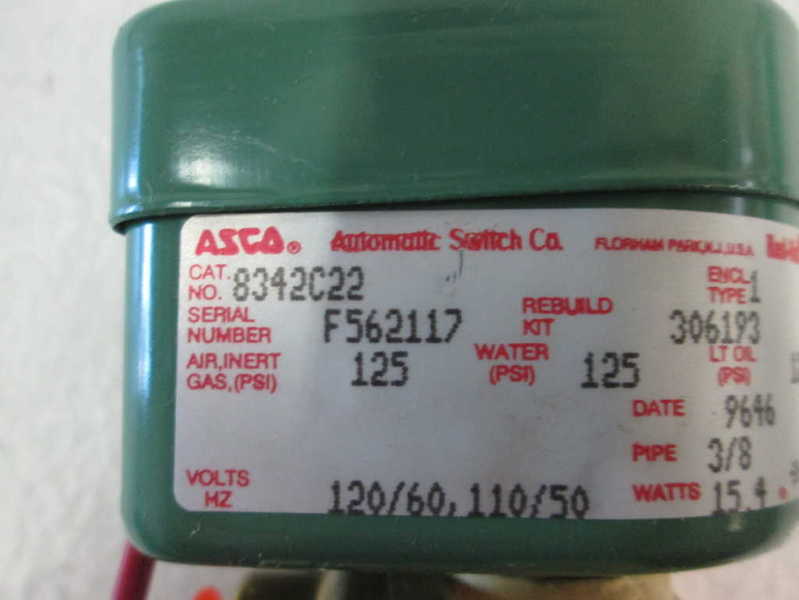 ASCO® Automatic Switch Co. FLORHAM PARK, N.J., U.S.A.
CAT. NO. 8342C22 ENCL TYPE 1
SERIAL NUMBER F562117 REBUILD KIT 306193
AIR, INERT GAS, (PSI) 125 WATER (PSI) 125 LT OIL (PSI)
DATE 9646
PIPE 3/8
VOLTS HZ 120/60, 110/50 WATTS 15.4